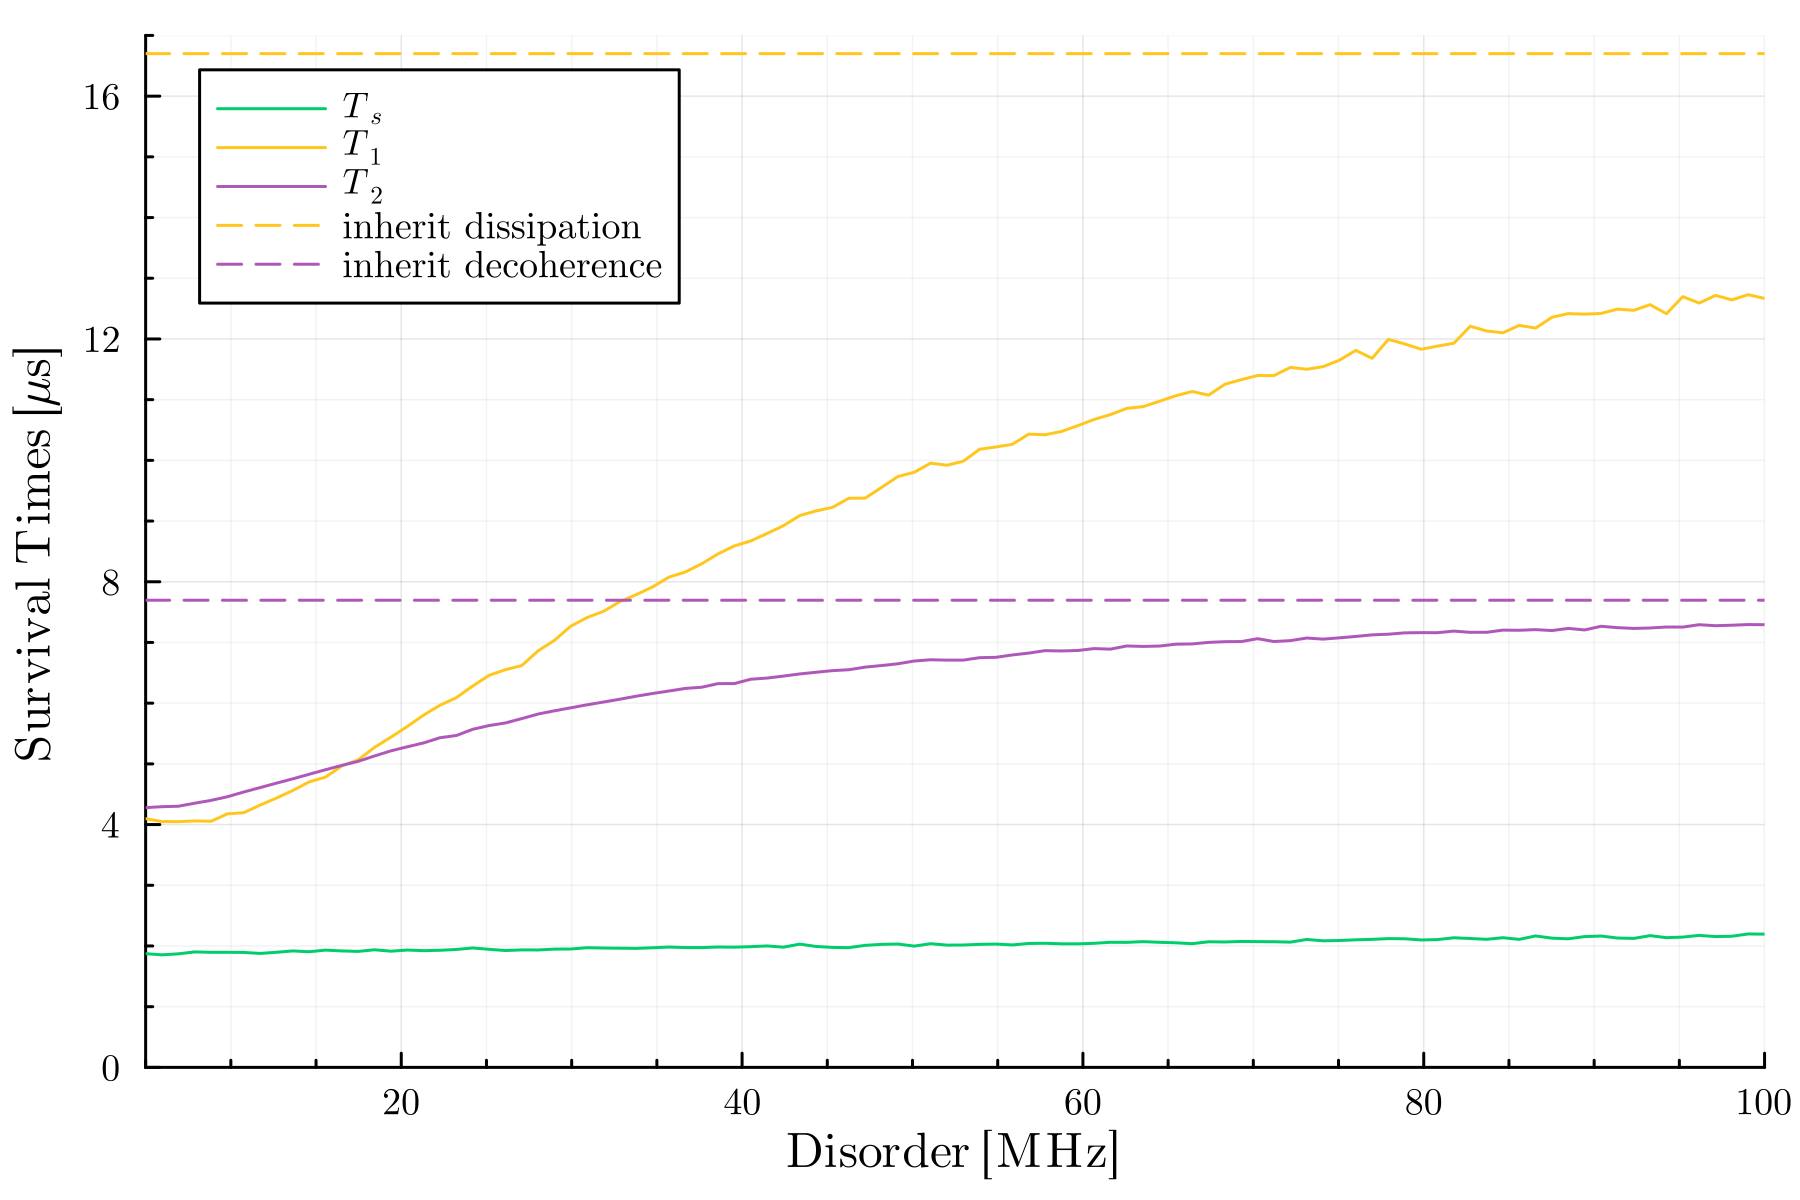 T_s
T_1
T_2
inherit dissipation
inherit decoherence
16
12
8
4
0
Survival Times [μs]
20 40 60 80 100
Disorder [MHz]